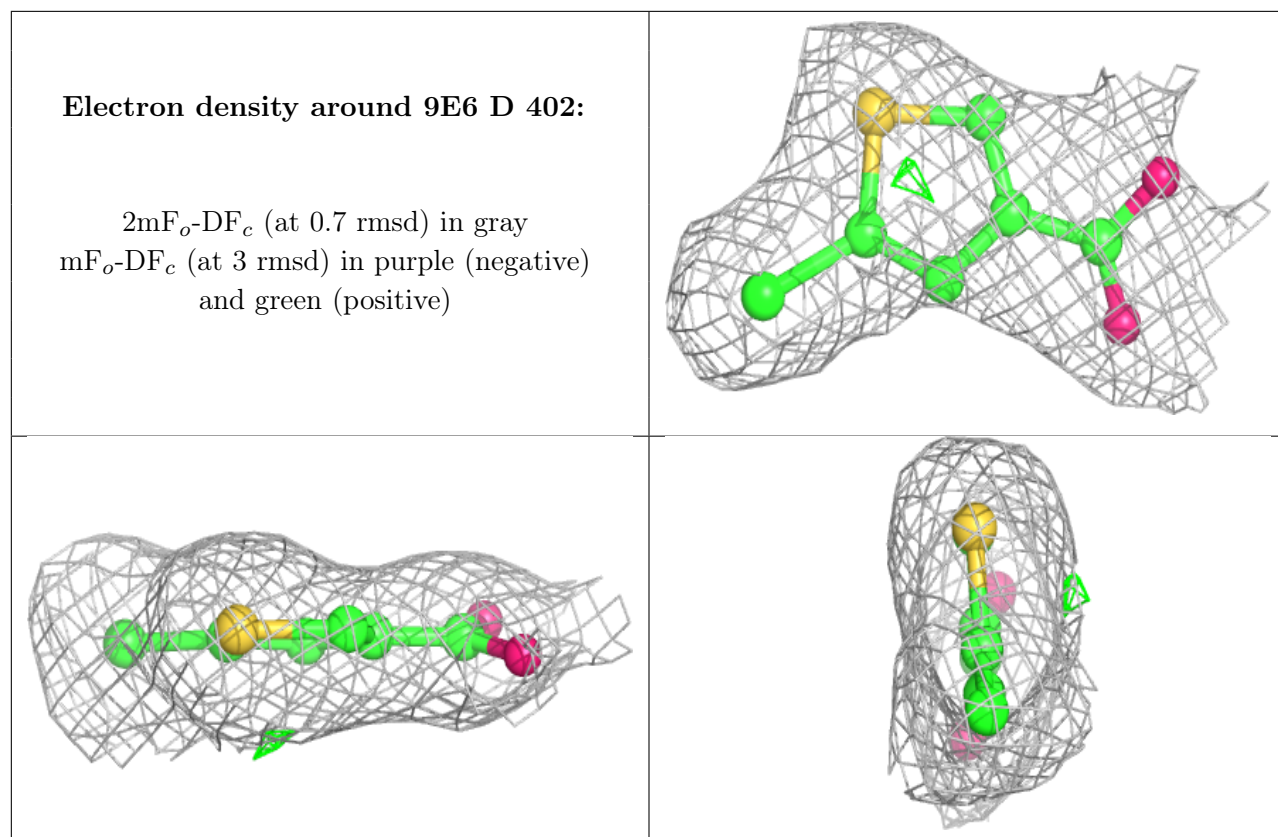 Electron density around 9E6 D 402:
2mFo-DFc (at 0.7 rmsd) in gray
mFo-DFc (at 3 rmsd) in purple (negative)
and green (positive)